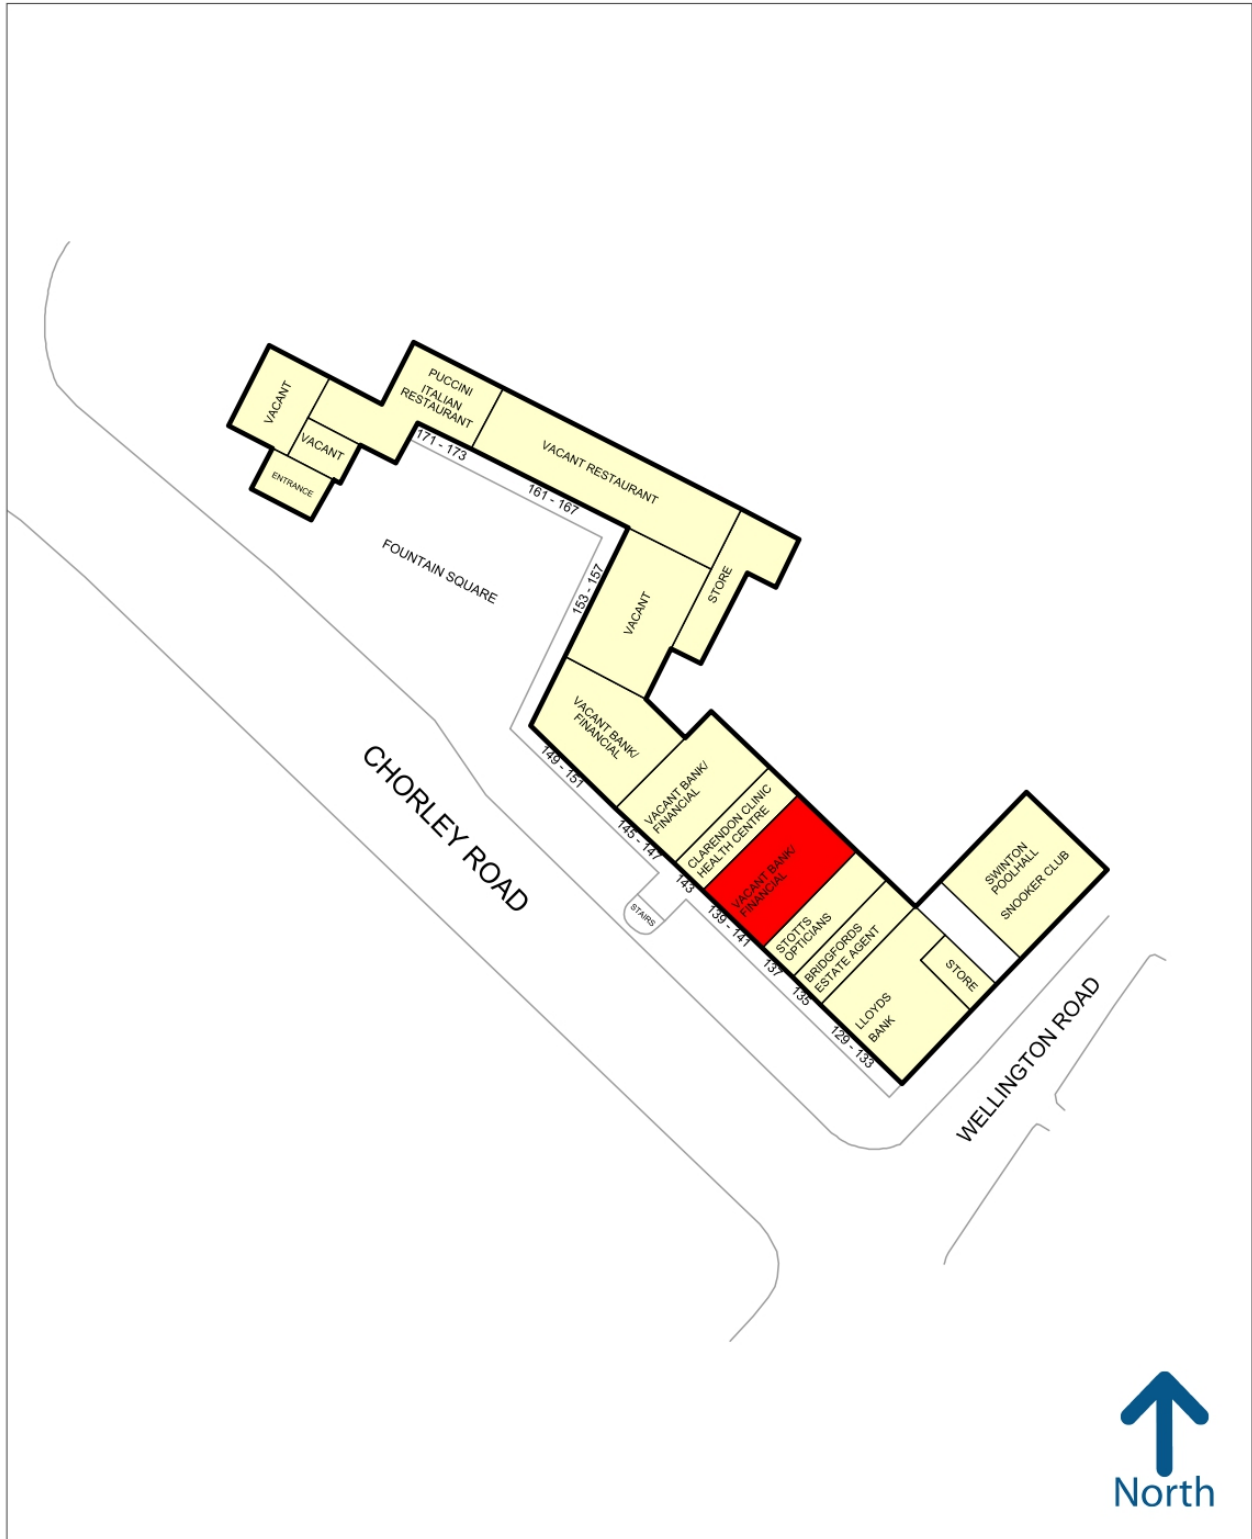 VACANT
PUCCINI
ITALIAN
RESTAURANT
VACANT
ENTRANCE
171 - 173
VACANT RESTAURANT
161 - 167
FOUNTAIN SQUARE
153 - 157
VACANT
STORE
VACANT BANK/
FINANCIAL
149 - 151
VACANT BANK/
FINANCIAL
145 - 147
CLARENDON CLINIC
HEALTH CENTRE
143
VACANT BANK/
FINANCIAL
139 - 141
STAIRS
STOTTS
OPTICIANS
137
BRIDGFORDS
ESTATE AGENT
135
LLOYDS
BANK
129 - 133
STORE
SWINTON
POOLHALL
SNOOKER CLUB
CHORLEY ROAD
WELLINGTON ROAD
North